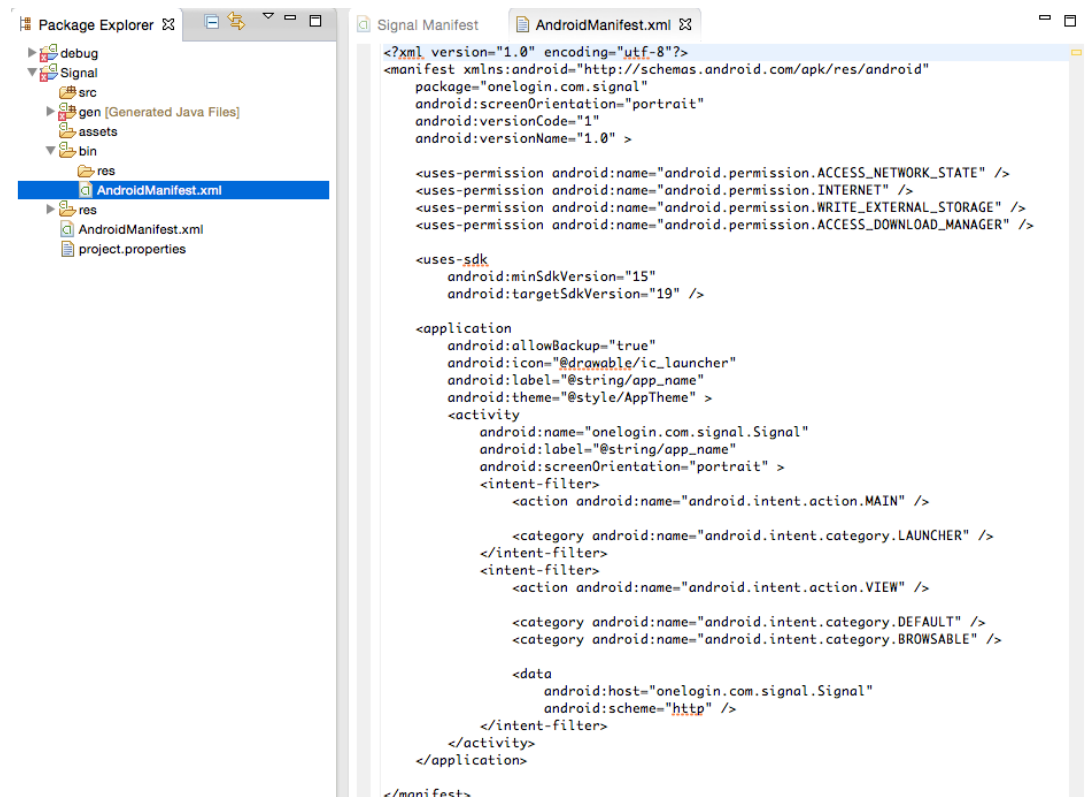 Package Explorer
debug
Signal
src
gen [Generated Java Files]
assets
bin
res
AndroidManifest.xml
res
AndroidManifest.xml
project.properties
Signal Manifest
AndroidManifest.xml
<?xml version="1.0" encoding="utf-8"?>
<manifest xmlns:android="http://schemas.android.com/apk/res/android"
    package="onelogin.com.signal"
    android:screenOrientation="portrait"
    android:versionCode="1"
    android:versionName="1.0" >
    <uses-permission android:name="android.permission.ACCESS_NETWORK_STATE" />
    <uses-permission android:name="android.permission.INTERNET" />
    <uses-permission android:name="android.permission.WRITE_EXTERNAL_STORAGE" />
    <uses-permission android:name="android.permission.ACCESS_DOWNLOAD_MANAGER" />
    <uses-sdk
        android:minSdkVersion="15"
        android:targetSdkVersion="19" />
    <application
        android:allowBackup="true"
        android:icon="@drawable/ic_launcher"
        android:label="@string/app_name"
        android:theme="@style/AppTheme" >
        <activity
            android:name="onelogin.com.signal.Signal"
            android:label="@string/app_name"
            android:screenOrientation="portrait" >
            <intent-filter>
                <action android:name="android.intent.action.MAIN" />
                <category android:name="android.intent.category.LAUNCHER" />
            </intent-filter>
            <intent-filter>
                <action android:name="android.intent.action.VIEW" />
                <category android:name="android.intent.category.DEFAULT" />
                <category android:name="android.intent.category.BROWSABLE" />
                <data
                    android:host="onelogin.com.signal.Signal"
                    android:scheme="http" />
            </intent-filter>
        </activity>
    </application>
</manifest>